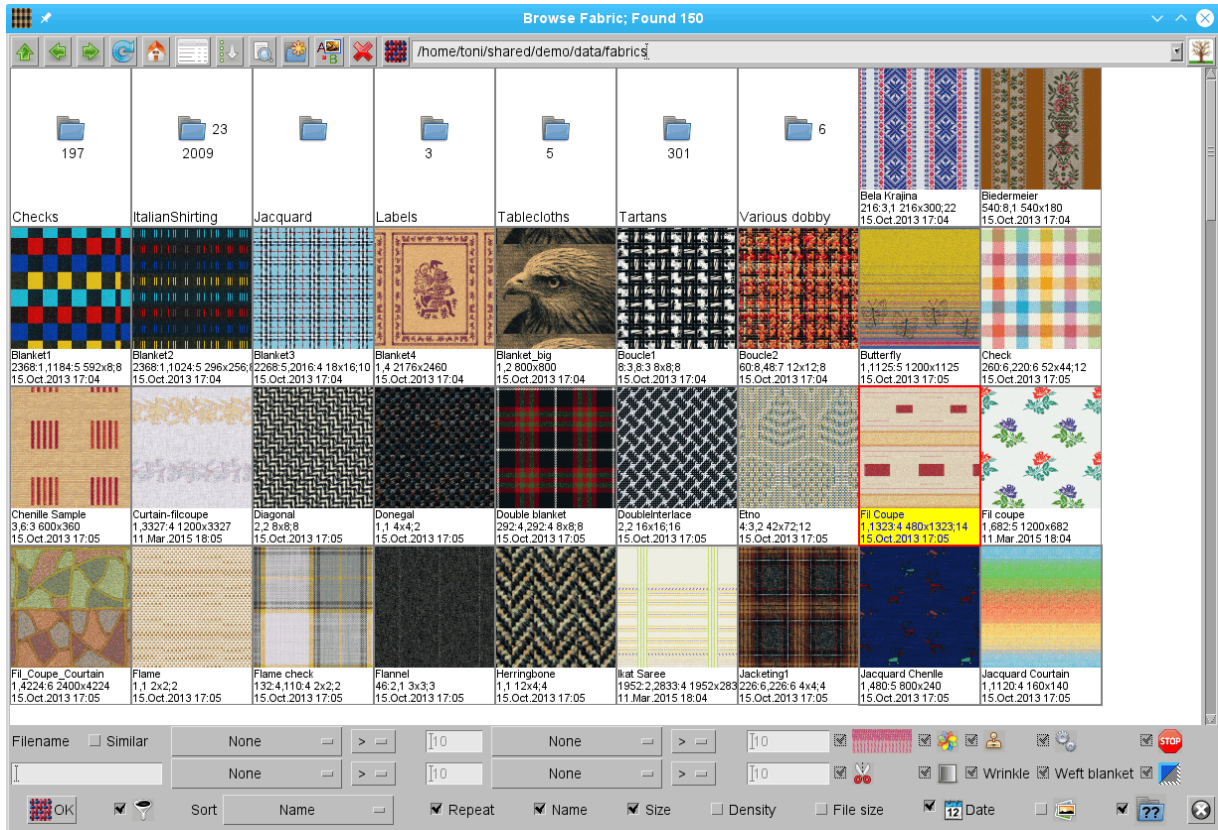 Browse Fabric; Found 150
A B
/home/toni/shared/demo/data/fabrics
197
23
2009
3
5
301
6
Checks
ItalianShirting
Jacquard
Labels
Tablecloths
Tartans
Various dobby
Bela Krajina
216:3,1 216x300;22
15.Oct.2013 17:04
Biedermeier
540:8,1 540x180
15.Oct.2013 17:04
Blanket1
2368:1,1184:5 592x8;8
15.Oct.2013 17:04
Blanket2
2368:1,1024:5 296x256;8
15.Oct.2013 17:04
Blanket3
2268:5,2016:4 18x16;10
15.Oct.2013 17:04
Blanket4
1,4 2176x2460
15.Oct.2013 17:04
Blanket_big
1,2 800x800
15.Oct.2013 17:04
Boucle1
8:3,8:3 8x8;8
15.Oct.2013 17:04
Boucle2
60:8,48:7 12x12;8
15.Oct.2013 17:04
Butterfly
1,1125:5 1200x1125
15.Oct.2013 17:05
Check
260:6,220:6 52x44;12
15.Oct.2013 17:05
Chenille Sample
3,6:3 600x360
15.Oct.2013 17:05
Curtain-filcoupe
1,3327:4 1200x3327
11.Mar.2015 18:05
Diagonal
2,2 8x8;8
15.Oct.2013 17:05
Donegal
1,1 4x4;2
15.Oct.2013 17:05
Double blanket
292:4,292:4 8x8;8
15.Oct.2013 17:05
DoubleInterlace
2,2 16x16;16
15.Oct.2013 17:05
Etno
4:3,2 42x72;12
15.Oct.2013 17:05
Fil Coupe
1,1323:4 480x1323;14
15.Oct.2013 17:05
Fil coupe
1,682:5 1200x682
11.Mar.2015 18:04
Fil_Coupe_Courtain
1,4224:6 2400x4224
15.Oct.2013 17:05
Flame
1,1 2x2;2
15.Oct.2013 17:05
Flame check
132:4,110:4 2x2;2
15.Oct.2013 17:05
Flannel
46:2,1 3x3;3
15.Oct.2013 17:05
Herringbone
1,1 12x4;4
15.Oct.2013 17:05
Ikat Saree
1952:2,2833:4 1952x283
11.Mar.2015 18:04
Jacketing1
226:6,226:6 4x4;4
15.Oct.2013 17:05
Jacquard Chenlle
1,480:5 800x240
15.Oct.2013 17:05
Jacquard Courtain
1,1120:4 160x140
15.Oct.2013 17:05
Filename Similar None > 10 None > 10 STOP
None > 10 None > 10 Wrinkle Weft blanket
OK Sort Name Repeat Name Size Density File size 12 Date ??